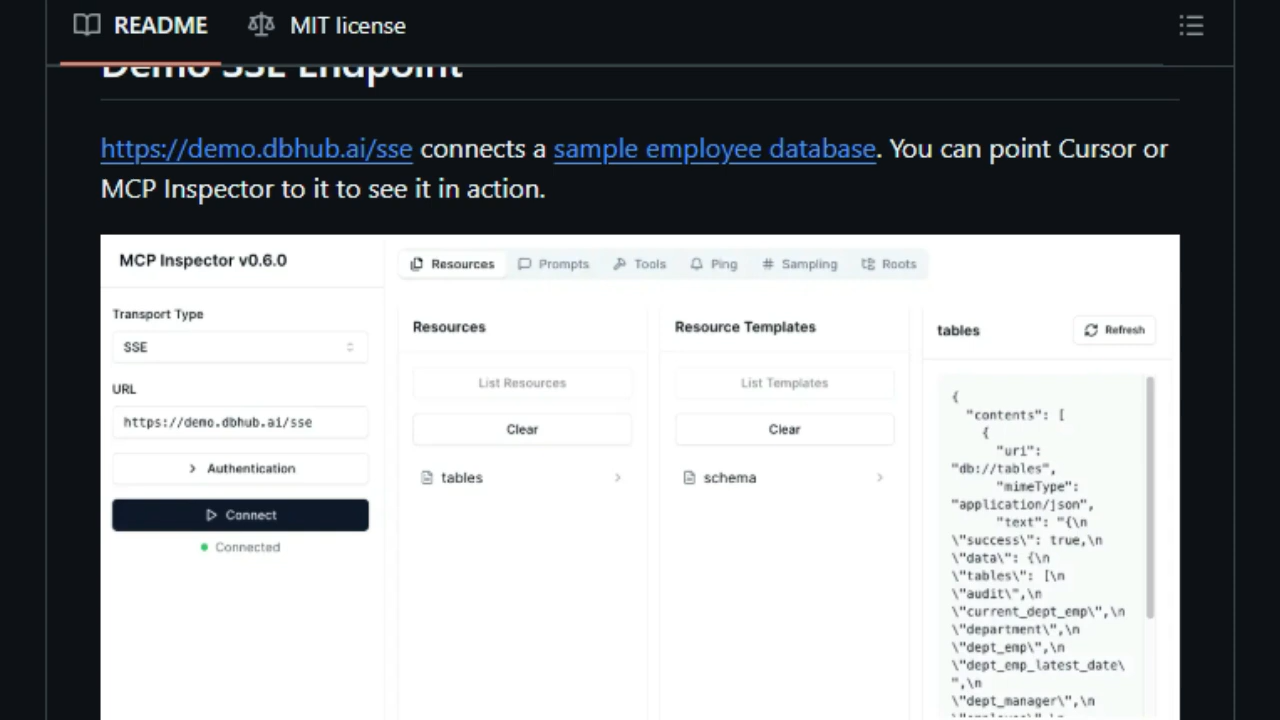 README
MIT license
Demo SSE Endpoint
https://demo.dbhub.ai/sse connects a sample employee database. You can point Cursor or
MCP Inspector to it to see it in action.
MCP Inspector v0.6.0
Transport Type
SSE
URL
https://demo.dbhub.ai/sse
Authentication
Connect
Connected
Resources
Prompts
Tools
Ping
Sampling
Roots
Resources
List Resources
Clear
tables
Resource Templates
List Templates
Clear
schema
tables
Refresh
{
"contents": [
{
"uri":
"db://tables",
"mimeType":
"application/json",
"text": "{\n
\"success\": true,\n
\"data\": {\n
\"tables\": [\n
\"audit\",\n
\"current_dept_emp\",\n
\"department\",\n
\"dept_emp\",\n
\"dept_emp_latest_date\
",\n
\"dept_manager\",\n